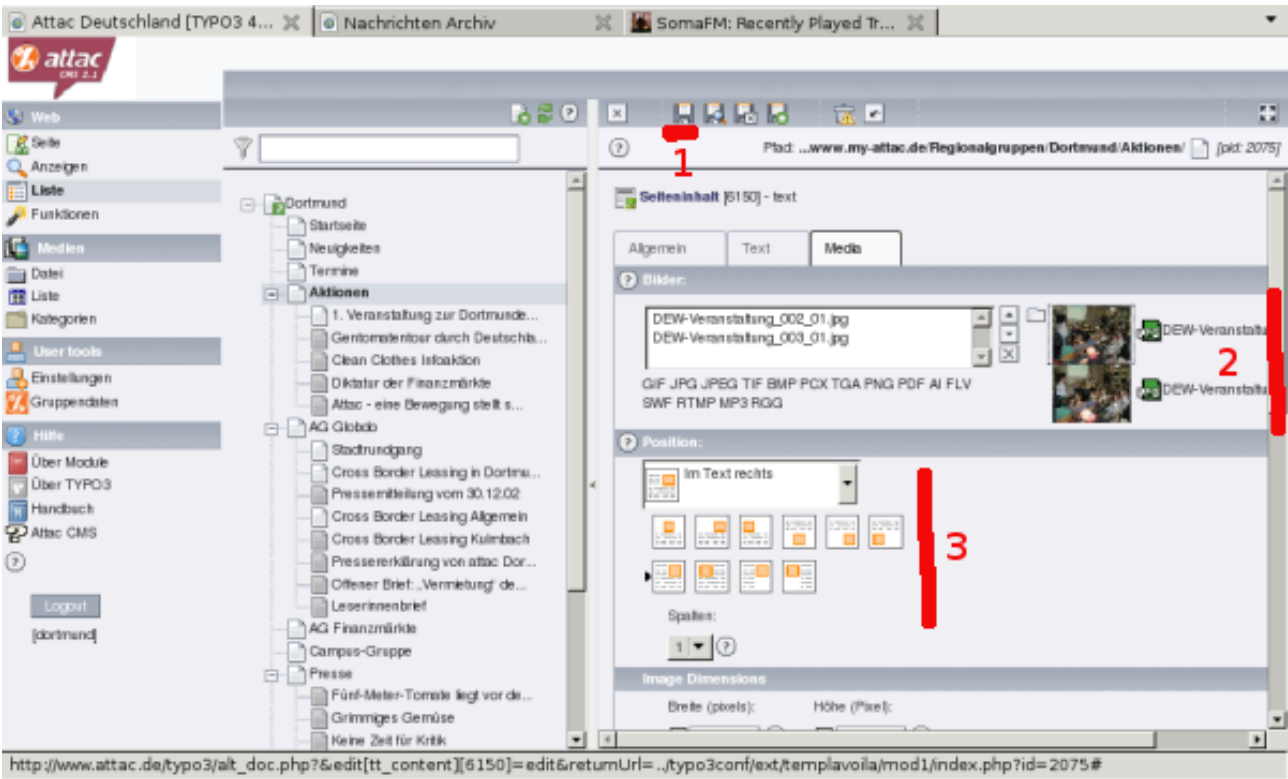 Attac Deutschland [TYPO3 4...
Nachrichten Archiv
SomaFM: Recently Played Tr...
attac
CMS 2.1
Web
Seite
Anzeigen
Liste
Funktionen
Medien
Datei
Liste
Kategorien
User tools
Einstellungen
Gruppendaten
Hilfe
Über Module
Über TYPO3
Handbuch
Attac CMS
Logout
[dortmund]
Dortmund
Startseite
Neuigkeiten
Termine
Aktionen
1. Veranstaltung zur Dortmunde...
Gentomatentour durch Deutschla...
Clean Clothes Infoaktion
Diktatur der Finanzmärkte
Attac - eine Bewegung stellt s...
AG Globdo
Stadtrundgang
Cross Border Leasing in Dortmu...
Pressemitteilung vom 30.12.02
Cross Border Leasing Allgemein
Cross Border Leasing Kulmbach
Pressererklärung von attac Dor...
Offener Brief: „Vermietung" de...
Leserinnenbrief
AG Finanzmärkte
Campus-Gruppe
Presse
Fünf-Meter-Tomate liegt vor de...
Grimmiges Gemüse
Keine Zeit für Kritik
1
Pfad: ...www.my-attac.de/Regionalgruppen/Dortmund/Aktionen/ [pid: 2075]
Seiteninhalt [6150] - text
Allgemein Text Media
Bilder:
DEW-Veranstaltung_002_01.jpg
DEW-Veranstaltung_003_01.jpg
DEW-Veranstaltu
2
DEW-Veranstaltu
GIF JPG JPEG TIF BMP PCX TGA PNG PDF AI FLV
SWF RTMP MP3 RGG
Position:
Im Text rechts
3
Spalten:
1
Image Dimensions
Breite (pixels): Höhe (Pixel):
http://www.attac.de/typo3/alt_doc.php?&edit[tt_content][6150]=edit&returnUrl=../typo3conf/ext/templavoila/mod1/index.php?id=2075#